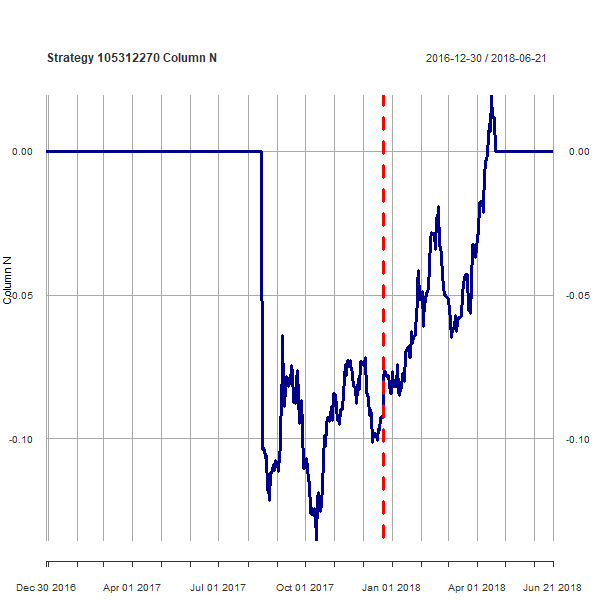 Strategy 105312270 Column N
2016-12-30 / 2018-06-21
0.00
0.00
Column N
-0.05
-0.05
-0.10
-0.10
Dec 30 2016
Apr 01 2017
Jul 01 2017
Oct 01 2017
Jan 01 2018
Apr 01 2018
Jun 21 2018